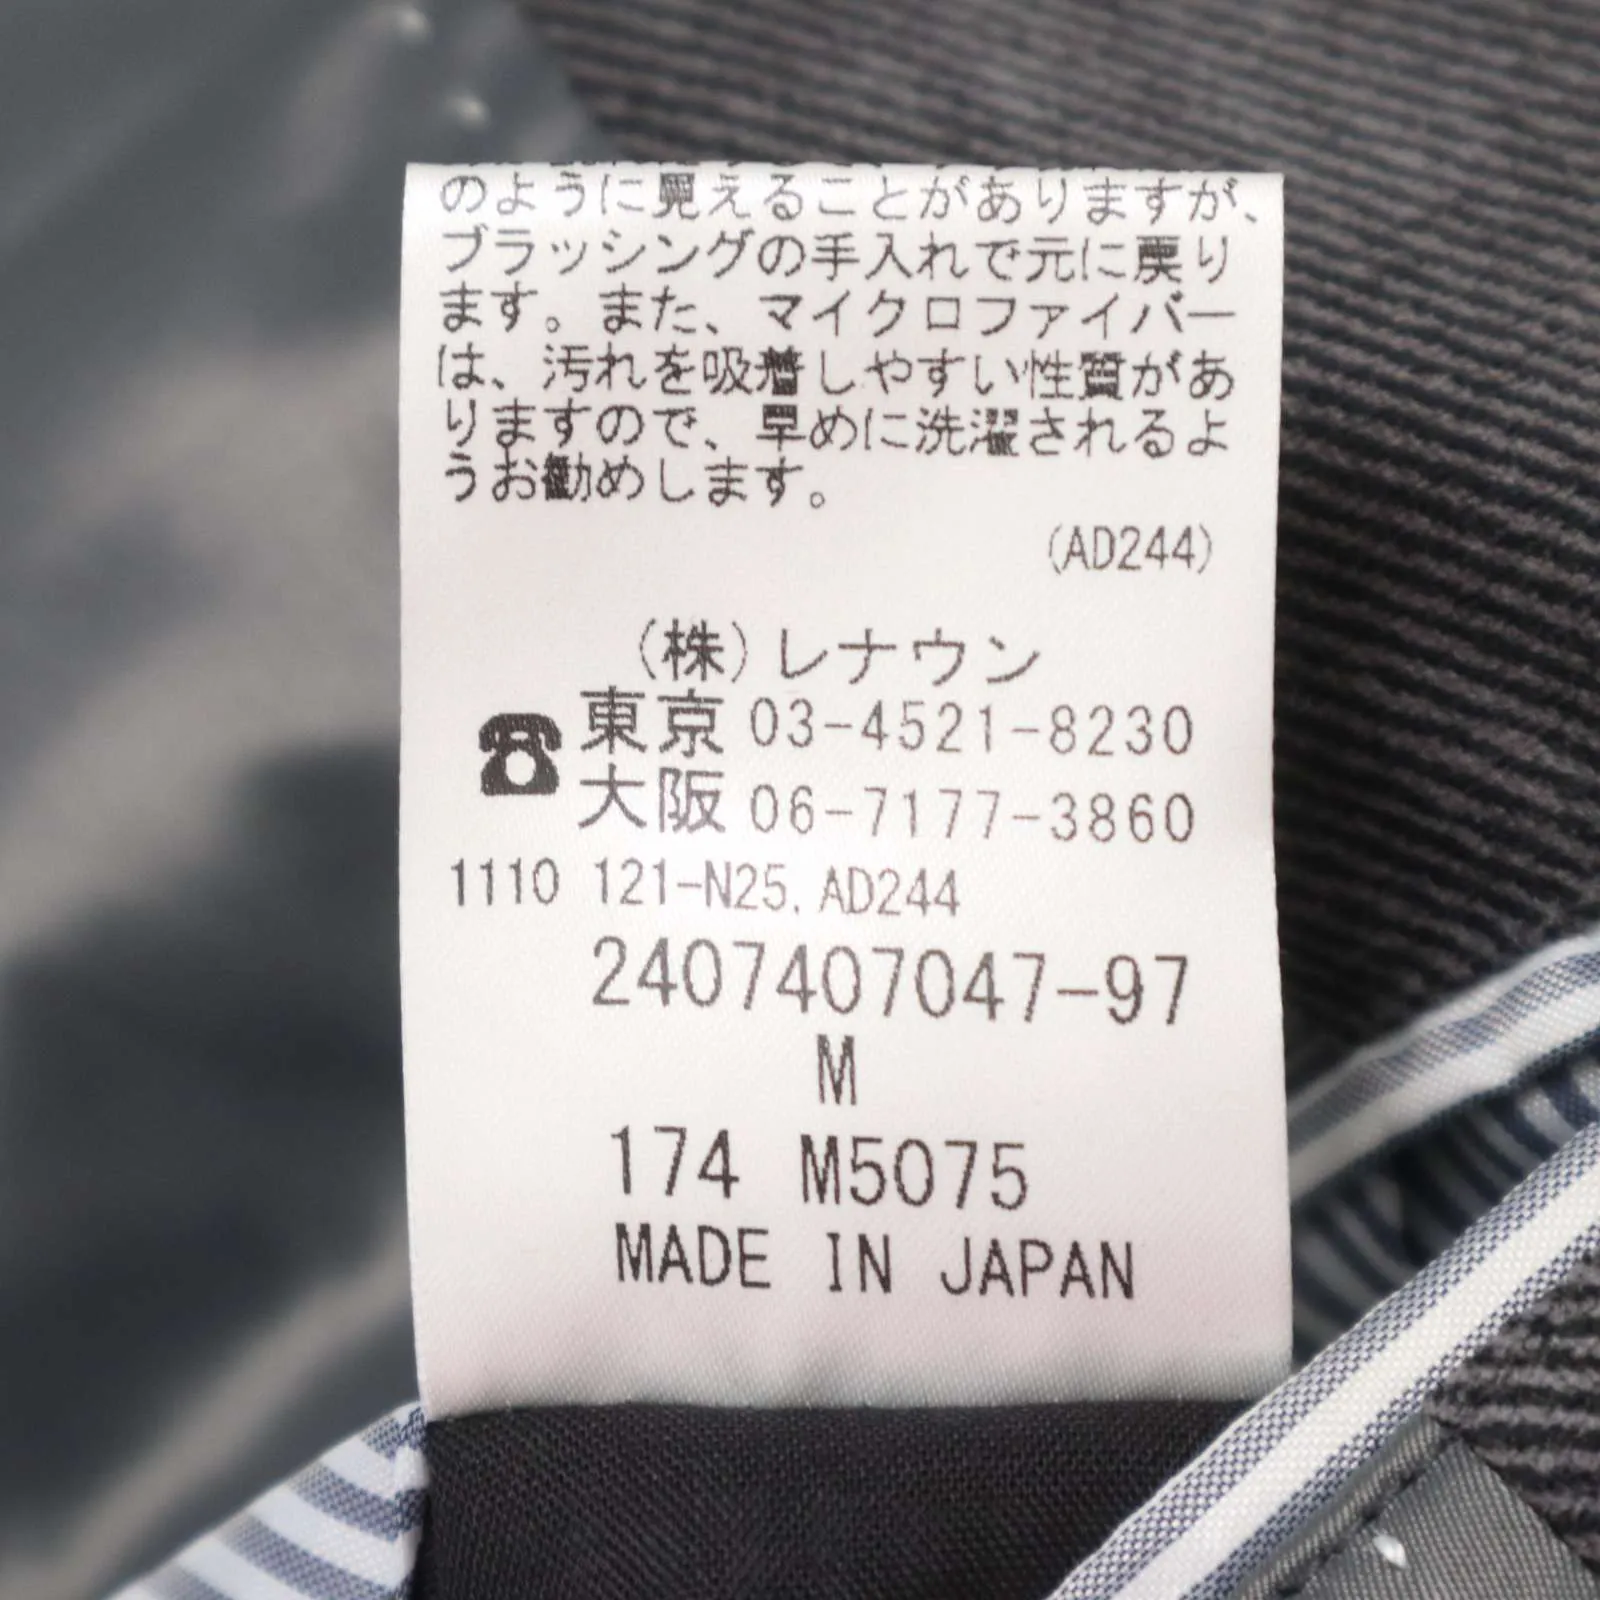 のように見えることがありますが、
ブラッシングの手入れで元に戻り
ます。また、マイクロファイバー
は、汚れを吸着しやすい性質があ
りますので、早めに洗濯されるよ
うお勧めします。
(AD244)
(株)レナウン
☎東京 03-4521-8230
大阪 06-7177-3860
1110 121-N25. AD244
2407407047-97
M
174 M5075
MADE IN JAPAN